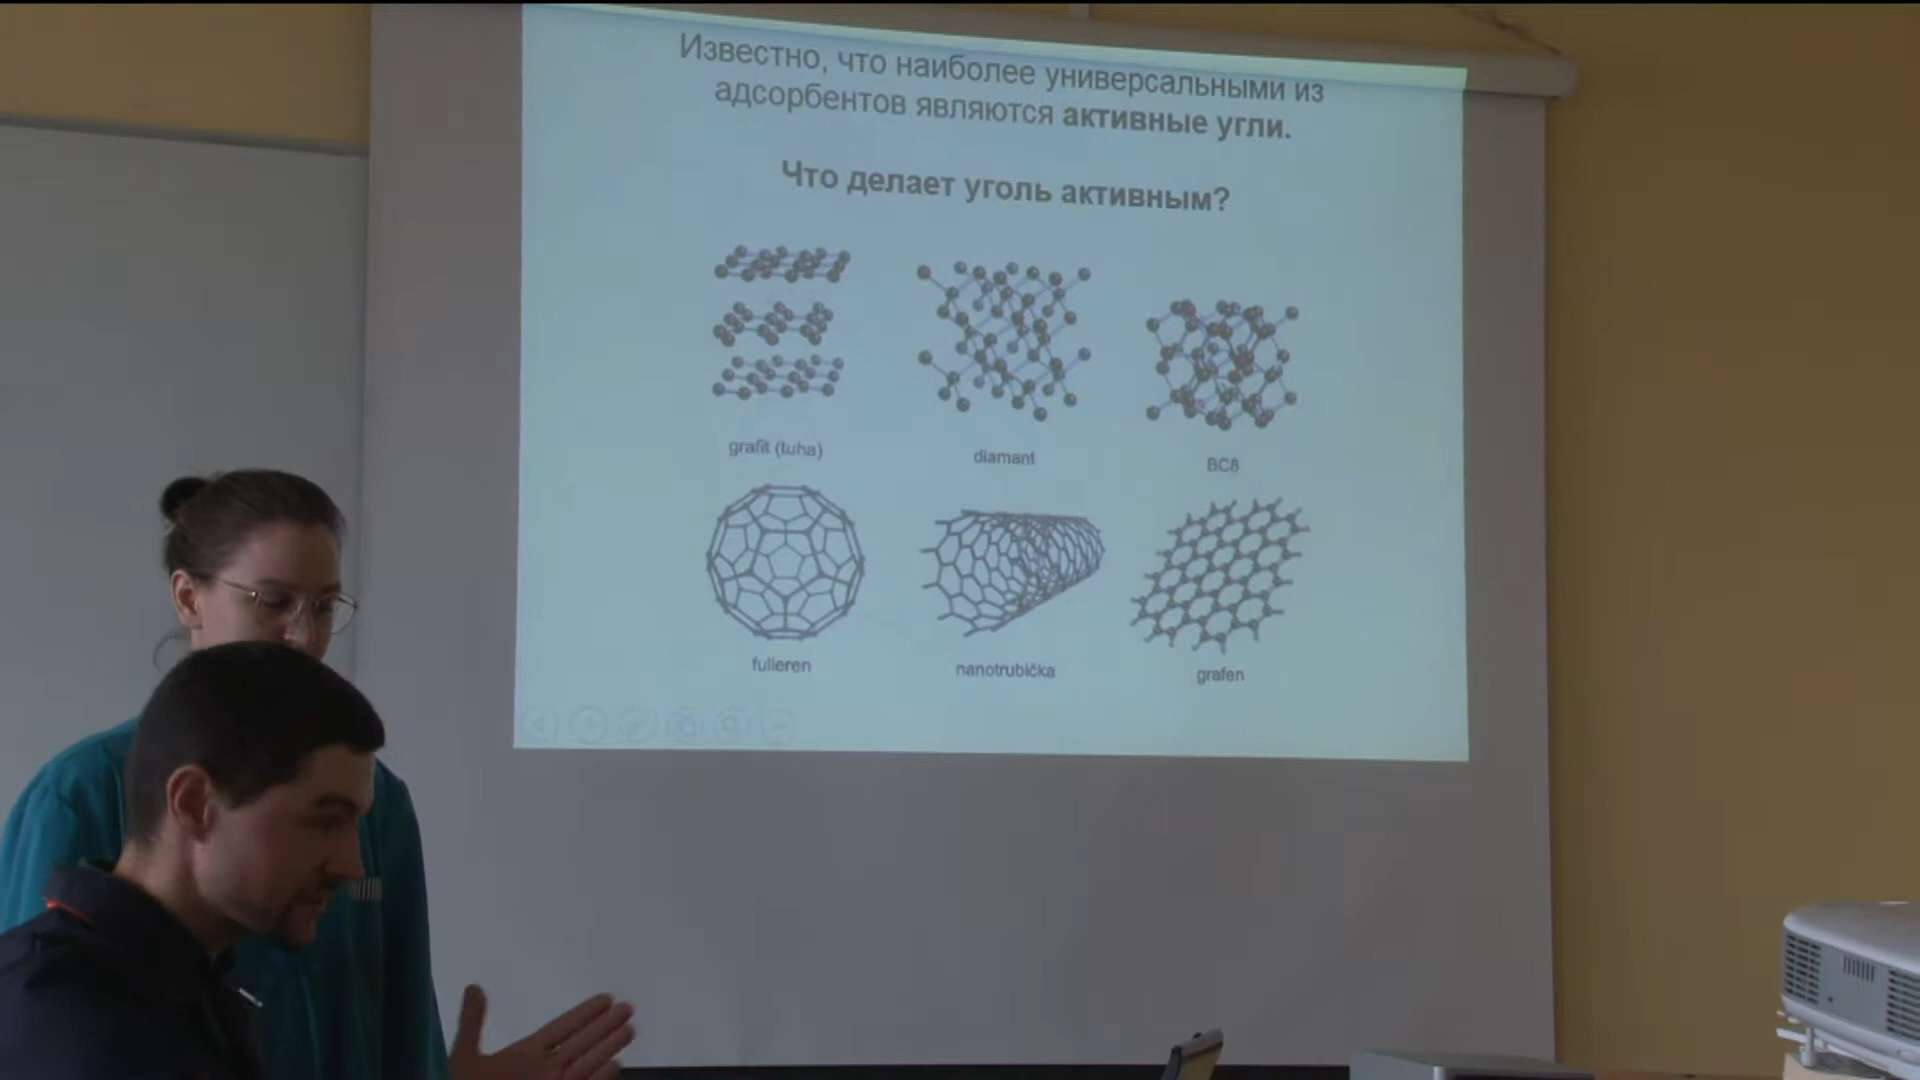 Известно, что наиболее универсальными из
адсорбентов являются активные угли.
Что делает уголь активным?
grafit (tuha)
diamant
BC8
fulleren
nanotrubička
grafen